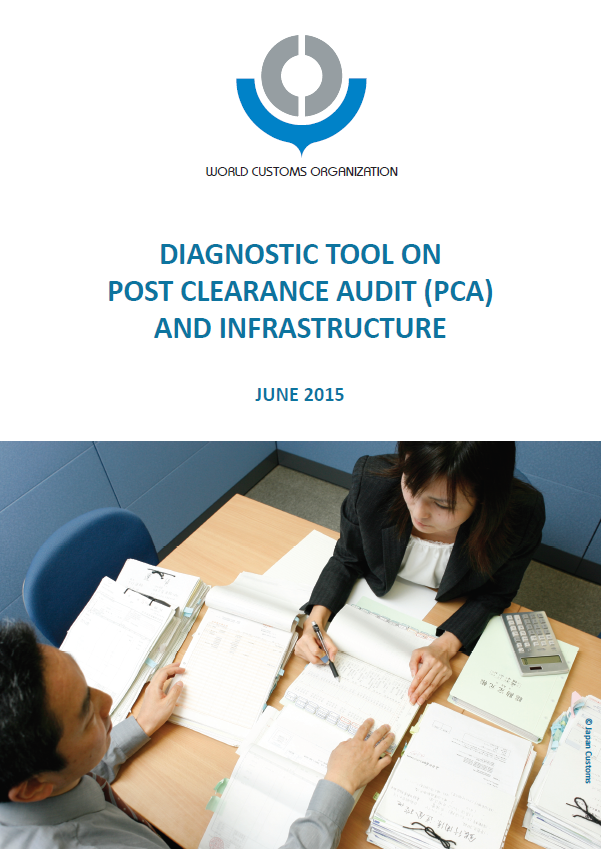 WORLD CUSTOMS ORGANIZATION
DIAGNOSTIC TOOL ON
POST CLEARANCE AUDIT (PCA)
AND INFRASTRUCTURE
JUNE 2015
© Japan Customs